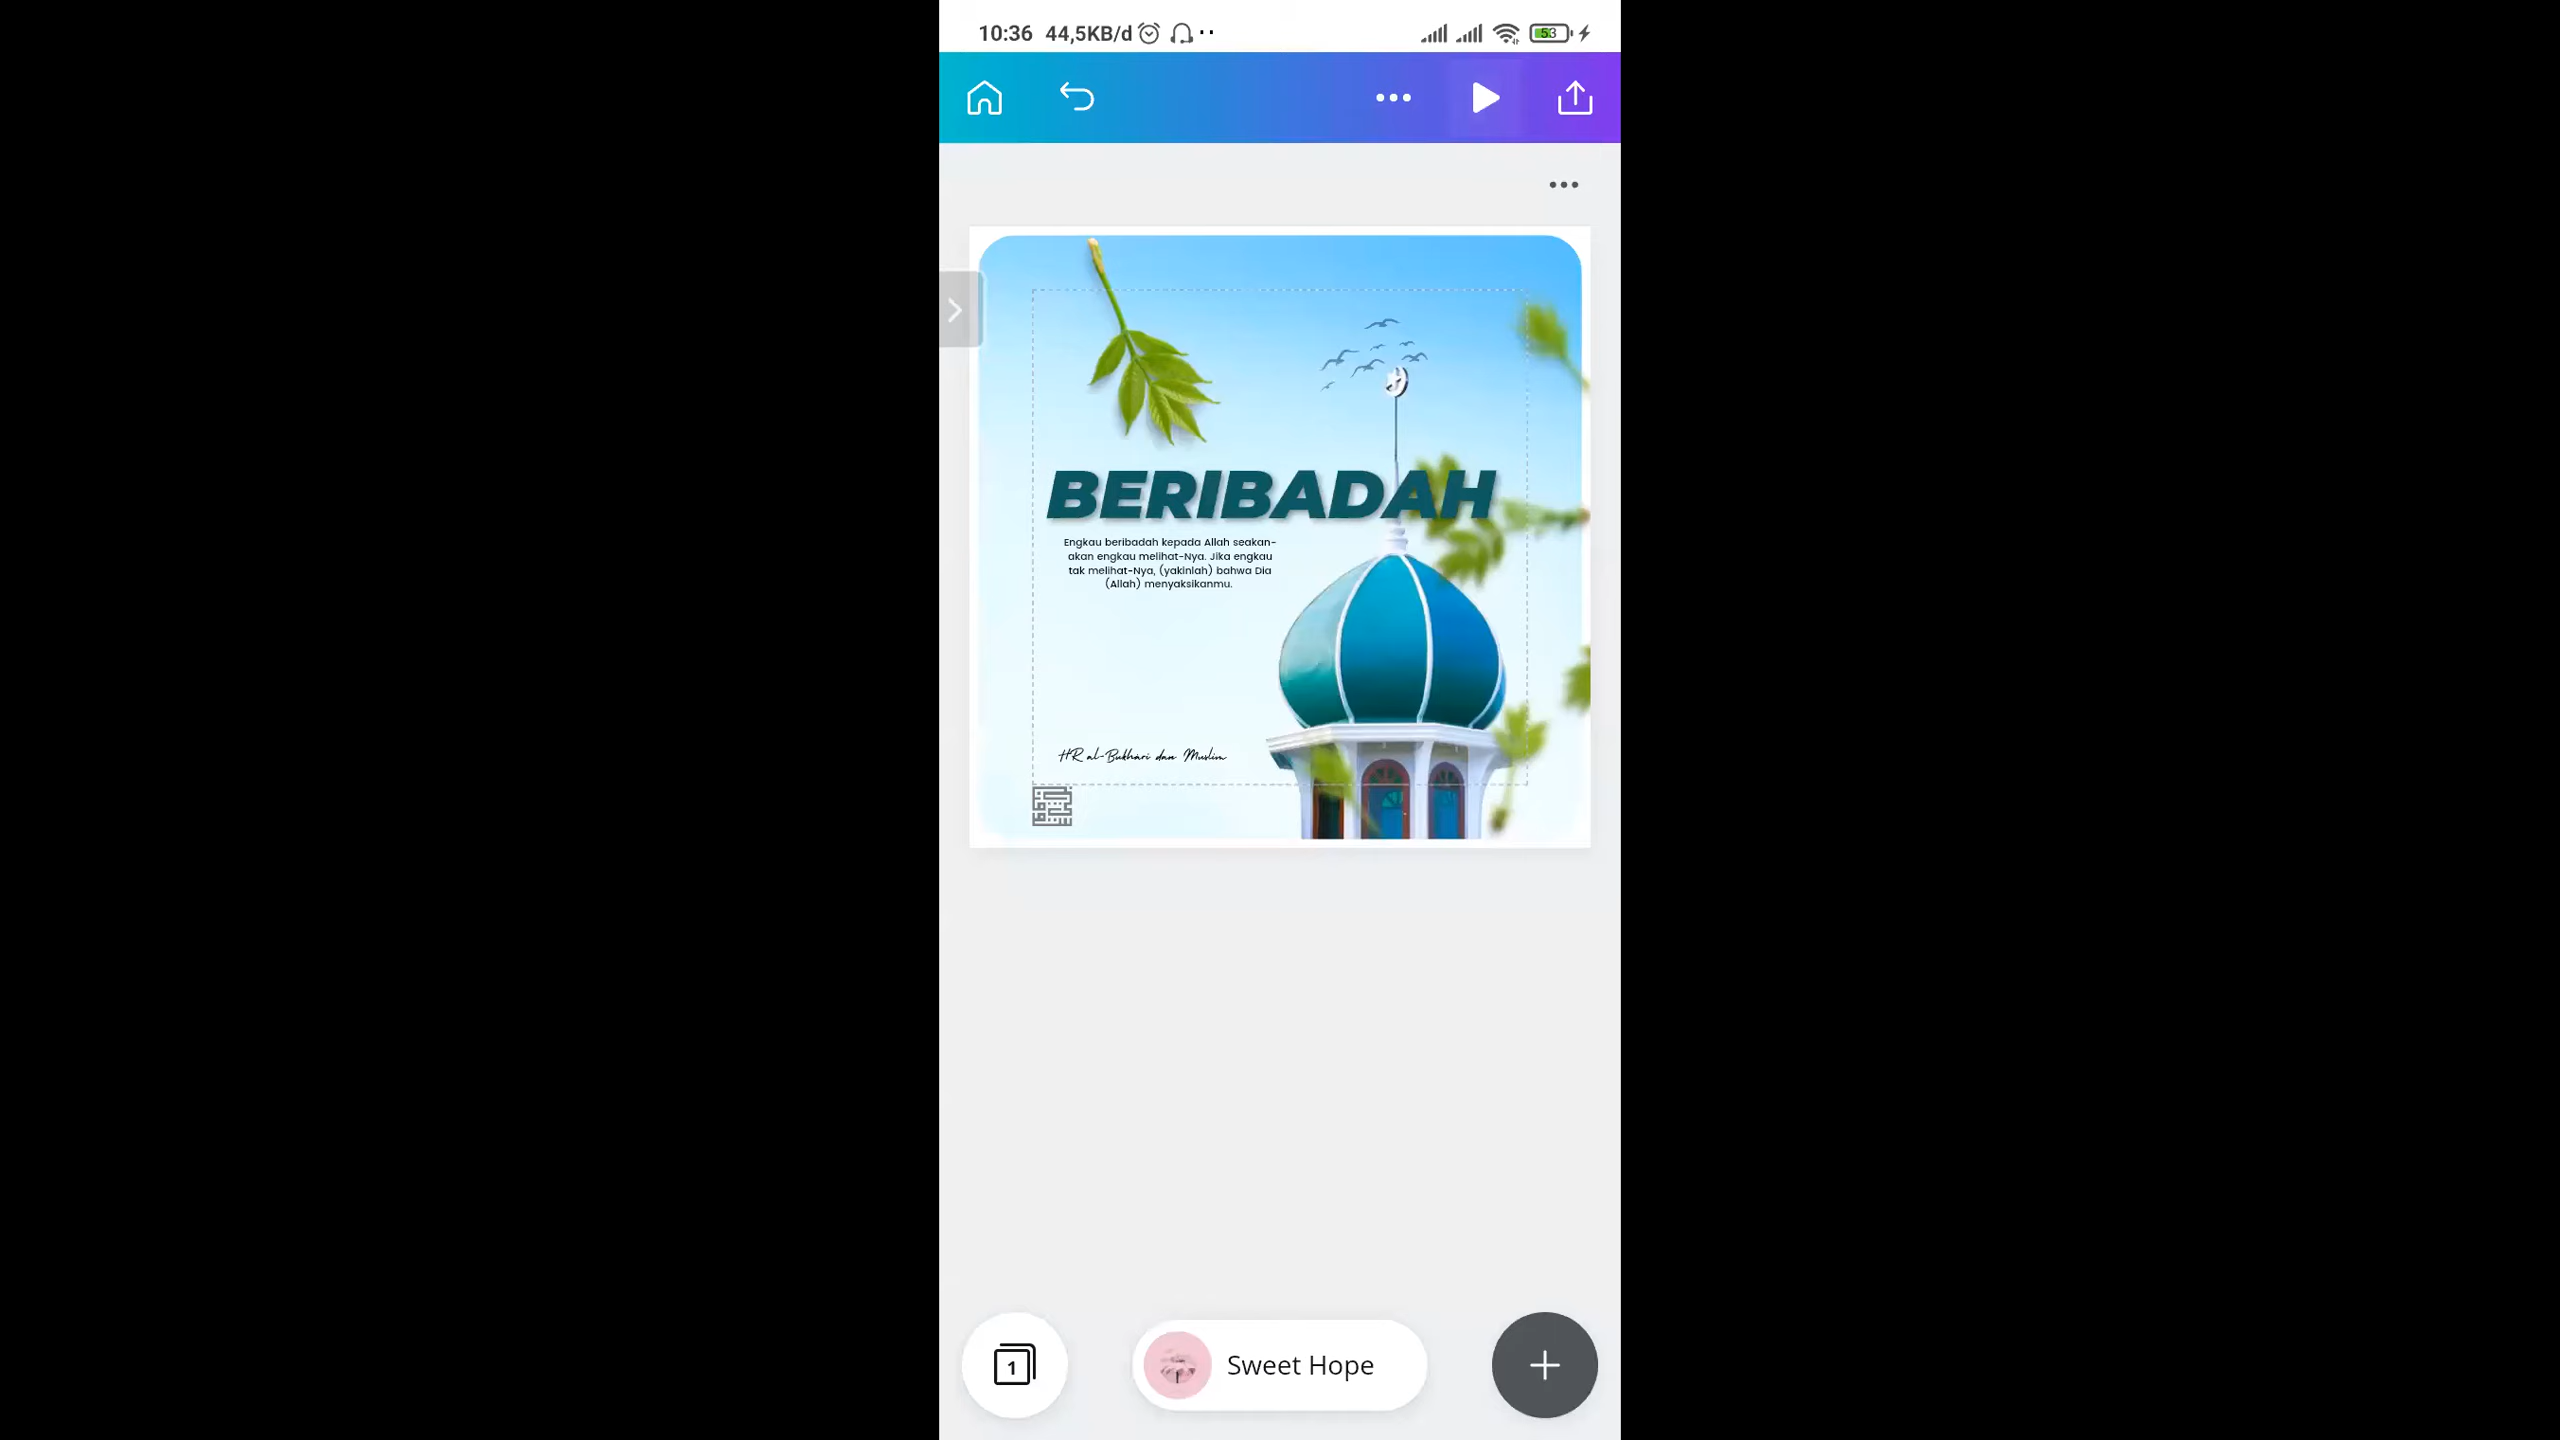 10:36 44,5KB/d
53
BERIBADAH
Engkau beribadah kepada Allah seakan-
akan engkau melihat-Nya. Jika engkau
tak melihat-Nya, (yakinlah) bahwa Dia
(Allah) menyaksikanmu.
HR al-Bukhari dan Muslim
1
Sweet Hope